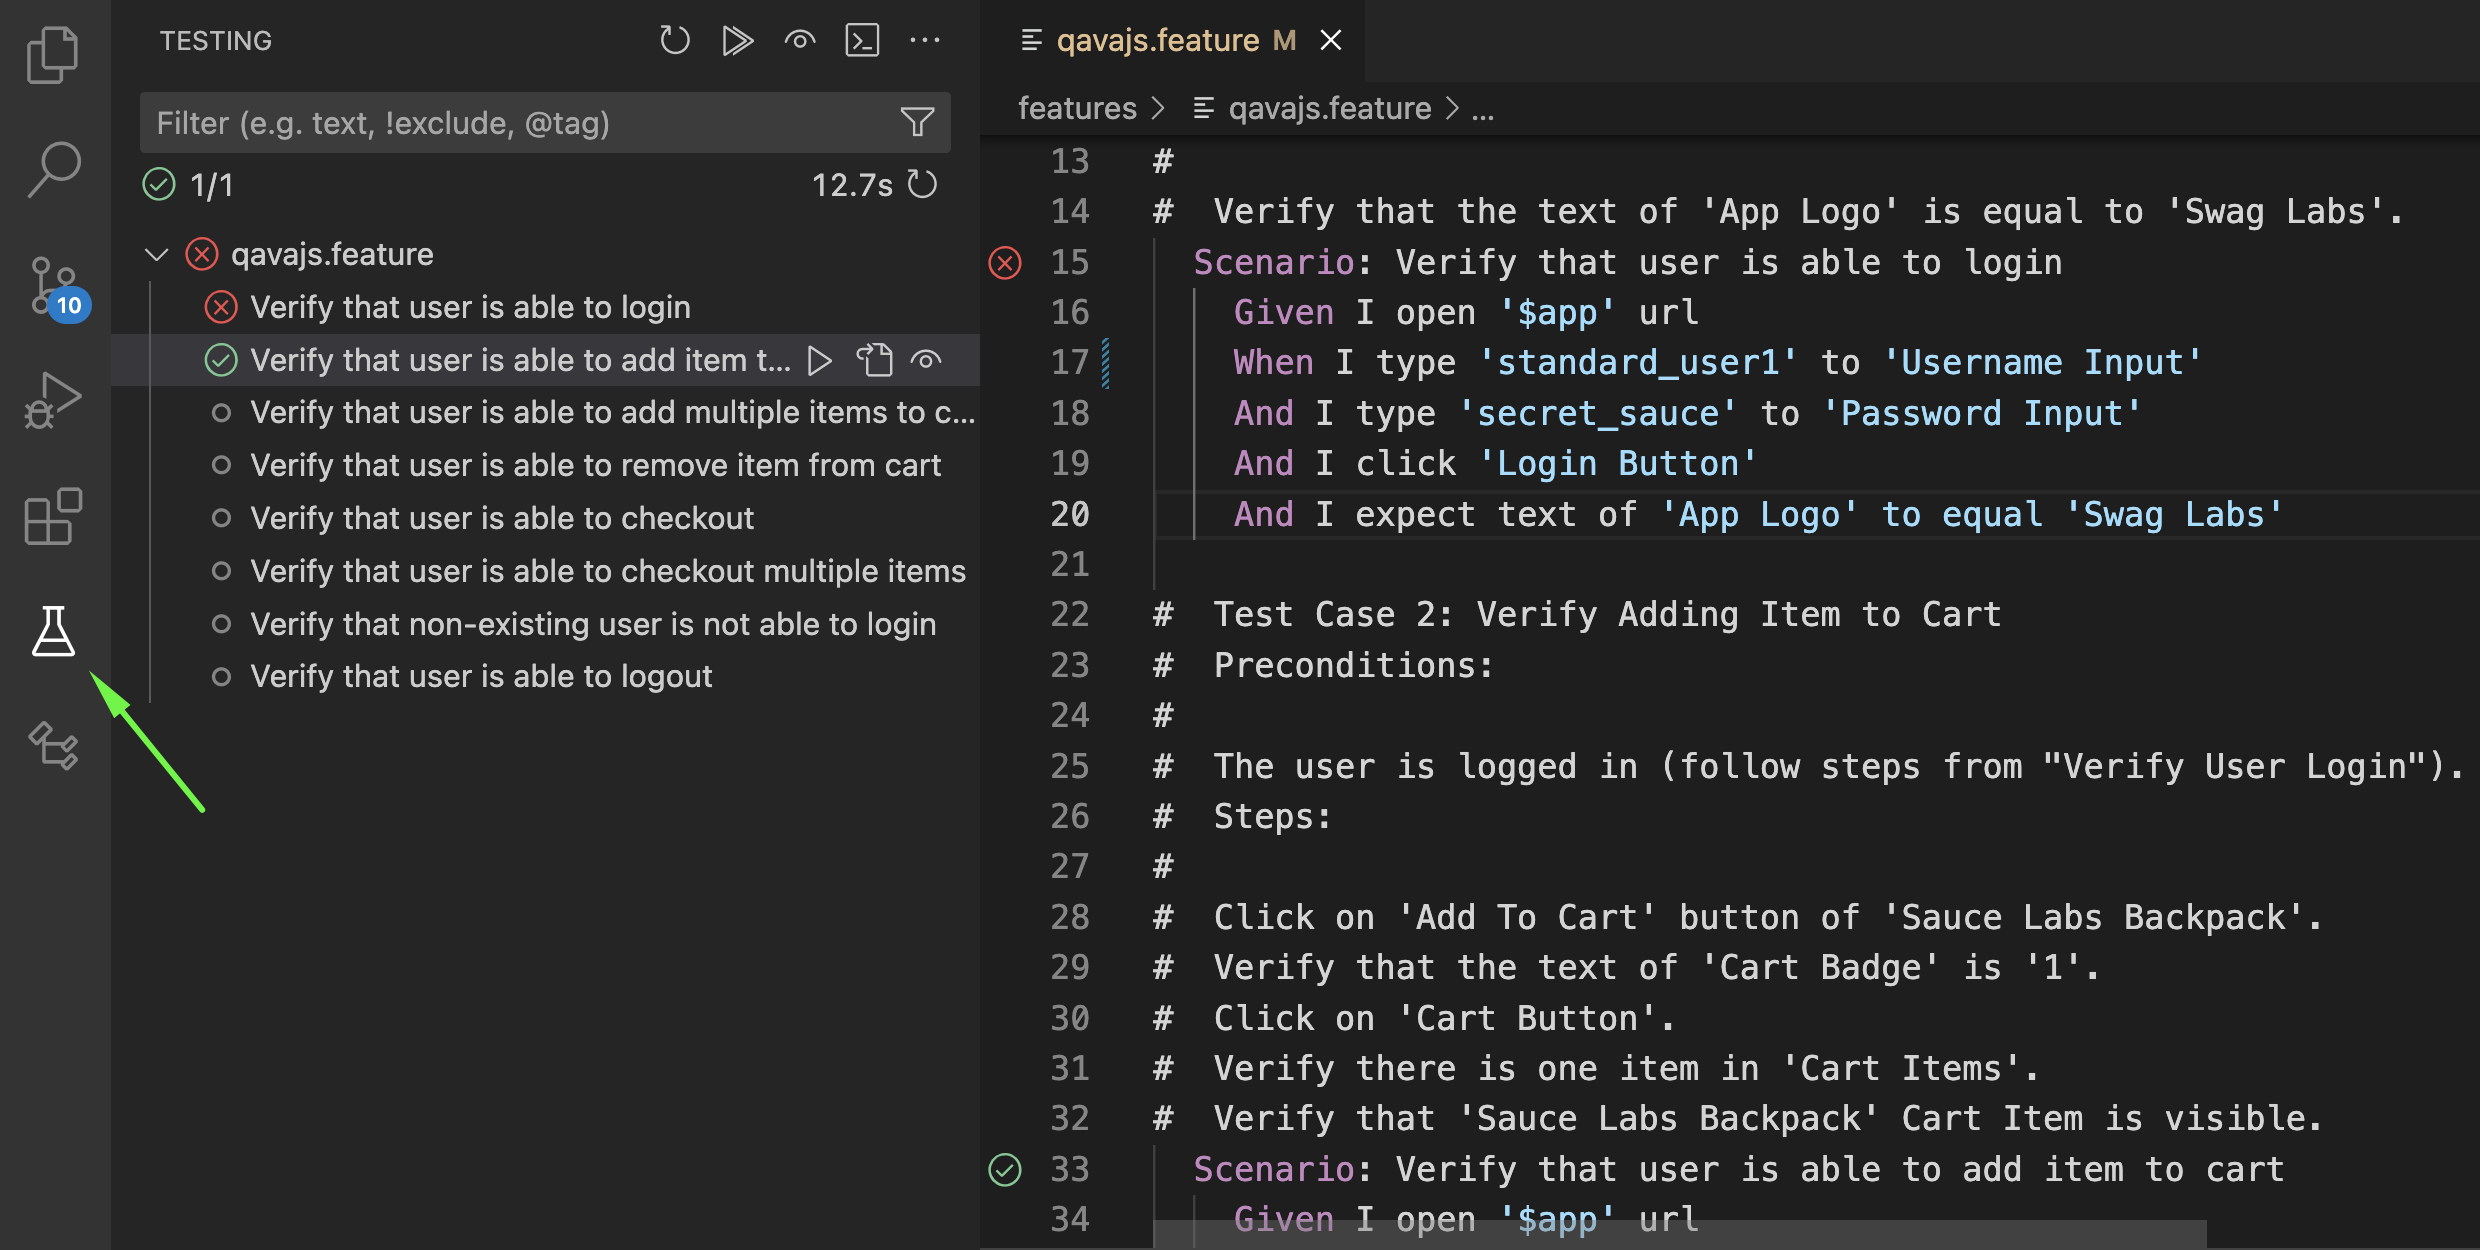 TESTING
Filter (e.g. text, !exclude, @tag)
1/1
12.7s
qavajs.feature
Verify that user is able to login
Verify that user is able to add item t...
Verify that user is able to add multiple items to c...
Verify that user is able to remove item from cart
Verify that user is able to checkout
Verify that user is able to checkout multiple items
Verify that non-existing user is not able to login
Verify that user is able to logout
10
qavajs.feature M
features > qavajs.feature > ...
13 #
14 # Verify that the text of 'App Logo' is equal to 'Swag Labs'.
15 Scenario: Verify that user is able to login
16 Given I open '$app' url
17 When I type 'standard_user1' to 'Username Input'
18 And I type 'secret_sauce' to 'Password Input'
19 And I click 'Login Button'
20 And I expect text of 'App Logo' to equal 'Swag Labs'
21
22 # Test Case 2: Verify Adding Item to Cart
23 # Preconditions:
24 #
25 # The user is logged in (follow steps from "Verify User Login").
26 # Steps:
27 #
28 # Click on 'Add To Cart' button of 'Sauce Labs Backpack'.
29 # Verify that the text of 'Cart Badge' is '1'.
30 # Click on 'Cart Button'.
31 # Verify there is one item in 'Cart Items'.
32 # Verify that 'Sauce Labs Backpack' Cart Item is visible.
33 Scenario: Verify that user is able to add item to cart
34 Given I open '$app' url